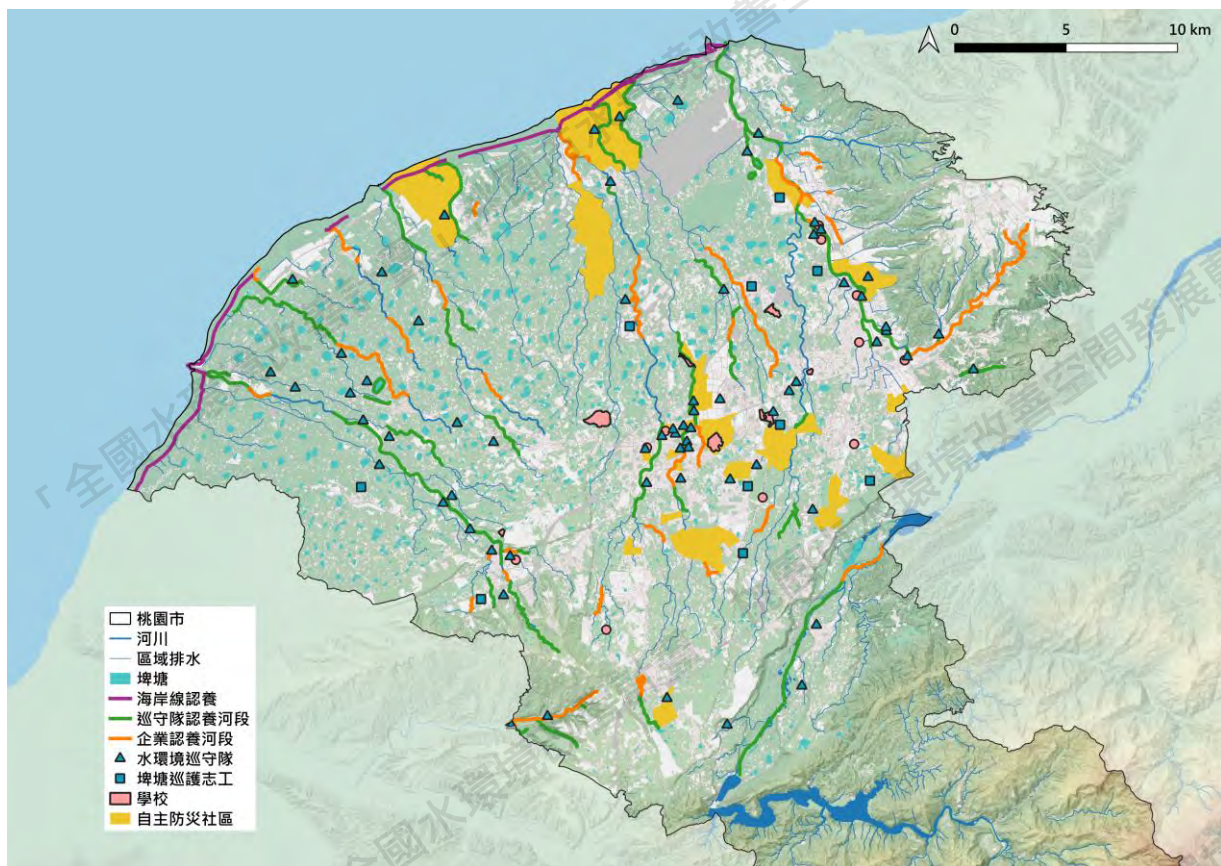 0 5 10 km
桃園市
河川
區域排水
埤塘
海岸線認養
巡守隊認養河段
企業認養河段
水環境巡守隊
埤塘巡護志工
學校
自主防災社區
「全國水環境改善空間發展